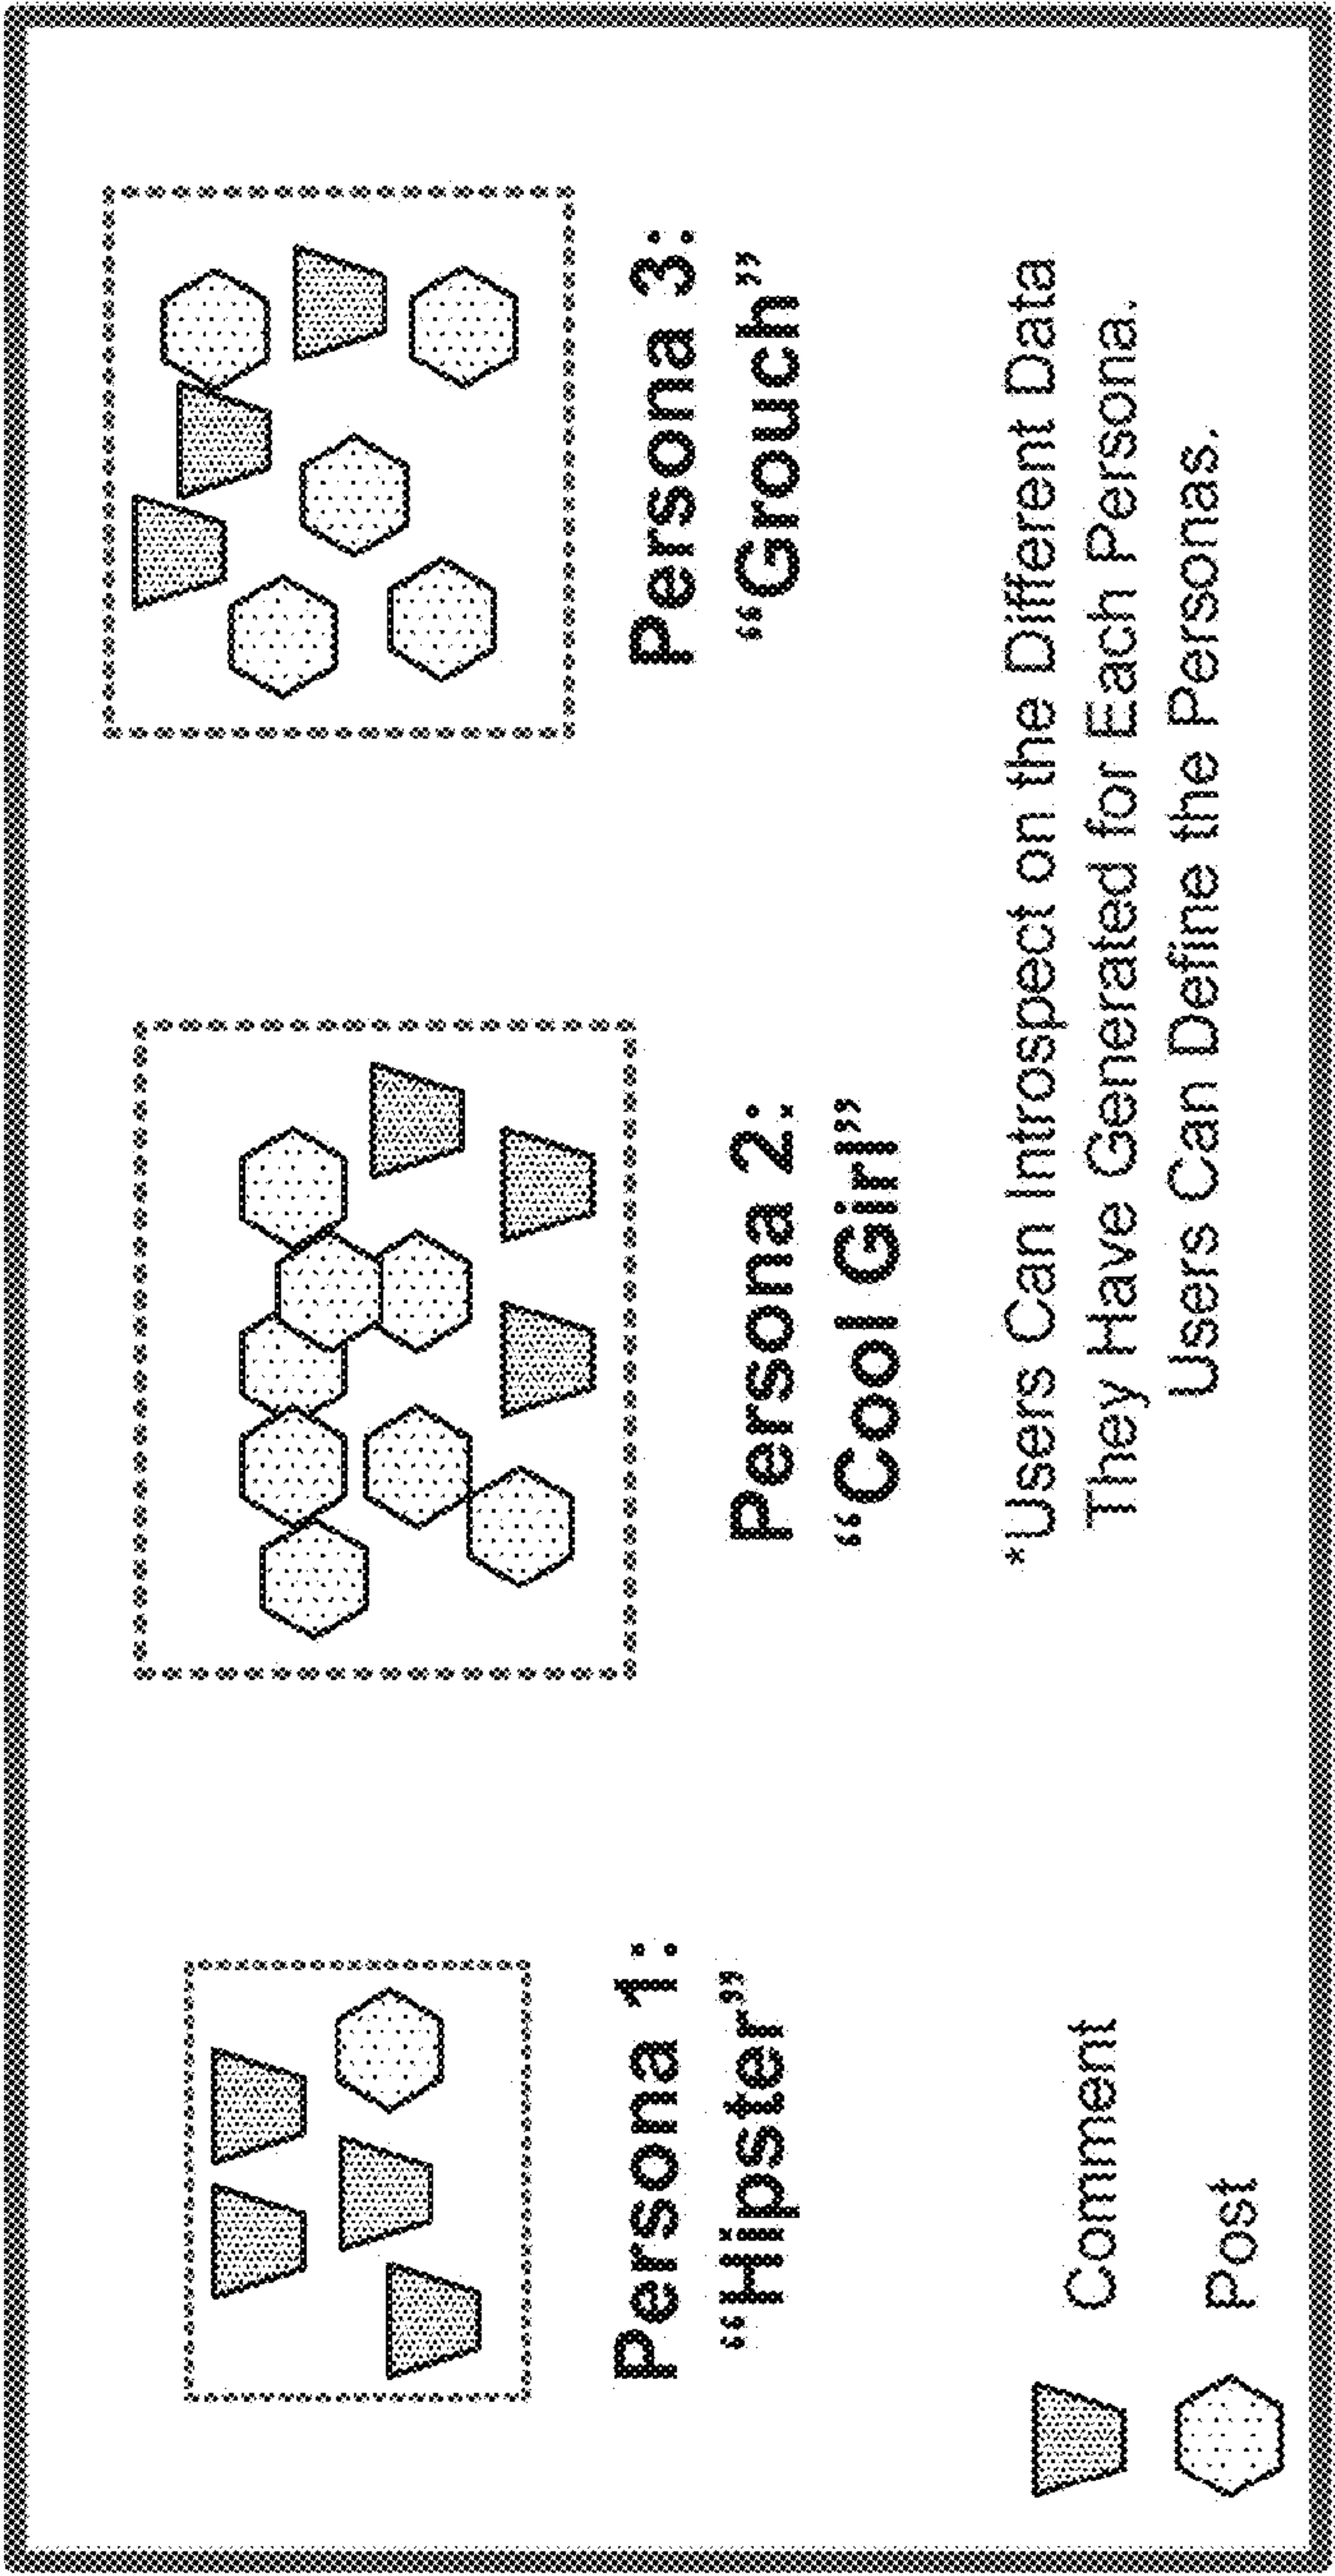 Persona 1:
“Hipster”
Persona 2:
“Cool Girl”
Persona 3:
“Grouch”
Comment
Post
*Users Can Introspect on the Different Data
They Have Generated for Each Persona.
Users Can Define the Personas.